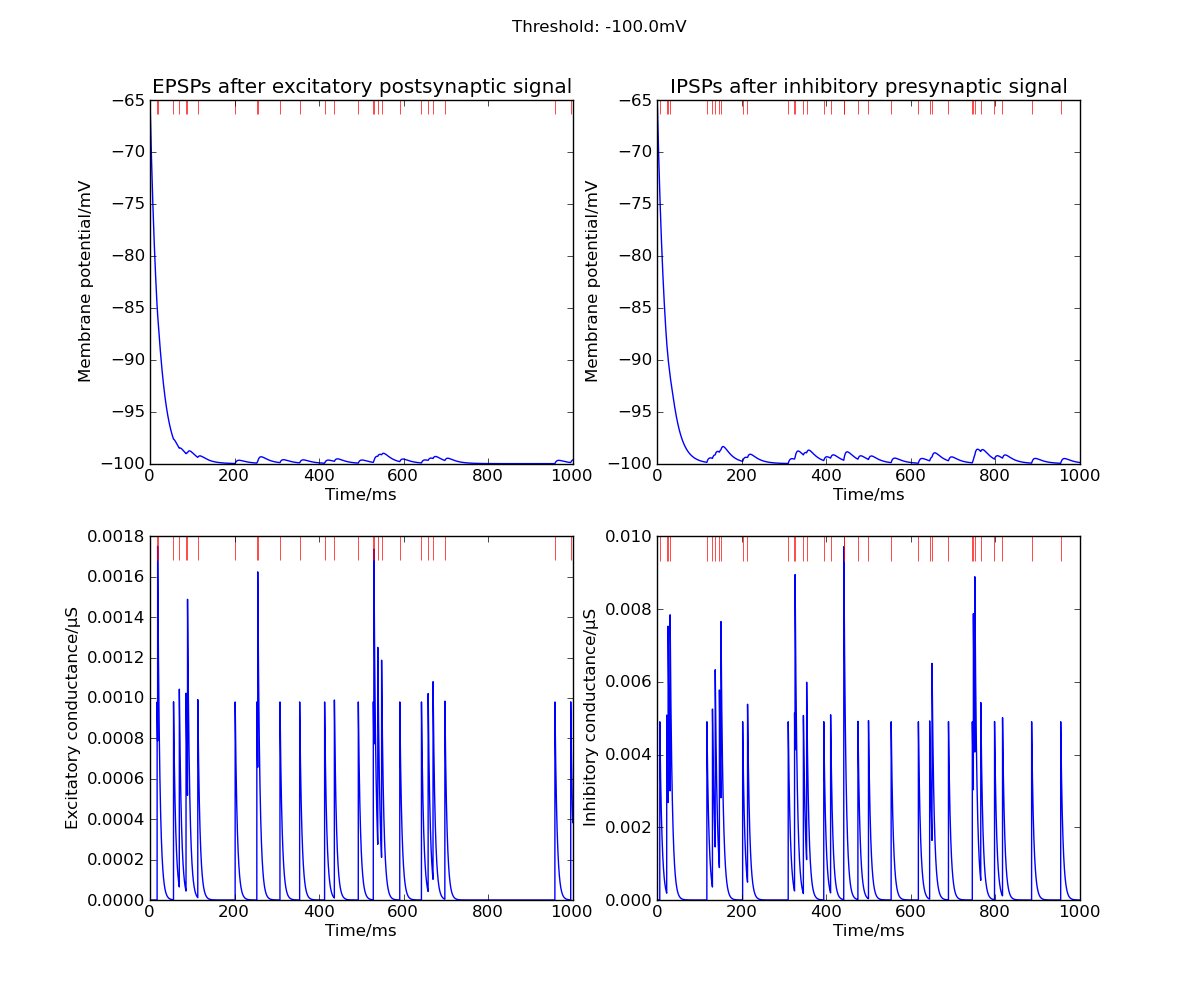 Threshold: -100.0mV
EPSPs after excitatory postsynaptic signal
−65
−70
−75
−80
−85
−90
−95
−100
Membrane potential/mV
0 200 400 600 800 1000
Time/ms
IPSPs after inhibitory presynaptic signal
−65
−70
−75
−80
−85
−90
−95
−100
Membrane potential/mV
0 200 400 600 800 1000
Time/ms
0.0018
0.0016
0.0014
0.0012
0.0010
0.0008
0.0006
0.0004
0.0002
0.0000
Excitatory conductance/µS
0 200 400 600 800 1000
Time/ms
0.010
0.008
0.006
0.004
0.002
0.000
Inhibitory conductance/µS
0 200 400 600 800 1000
Time/ms